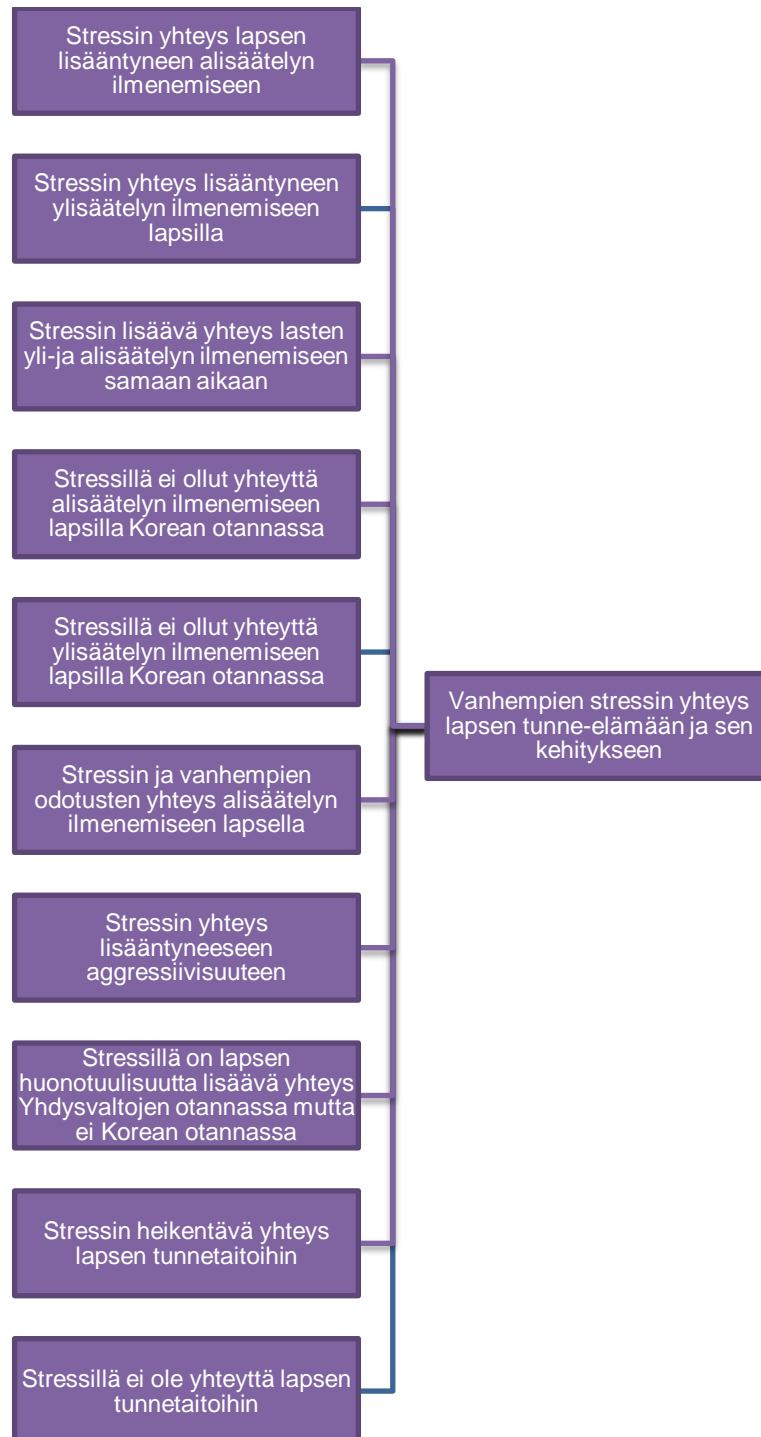 Stressin yhteys lapsen
lisääntyneen alisäätelyn
ilmenemiseen
Stressin yhteys lisääntyneen
ylisäätelyn ilmenemiseen
lapsilla
Stressin lisäävä yhteys lasten
yli-ja alisäätelyn ilmenemiseen
samaan aikaan
Stressillä ei ollut yhteyttä
alisäätelyn ilmenemiseen
lapsilla Korean otannassa
Stressillä ei ollut yhteyttä
ylisäätelyn ilmenemiseen
lapsilla Korean otannassa
Stressin ja vanhempien
odotusten yhteys alisäätelyn
ilmenemiseen lapsella
Stressin yhteys
lisääntyneeseen
aggressiivisuuteen
Stressillä on lapsen
huonotuulisuutta lisäävä yhteys
Yhdysvaltojen otannassa mutta
ei Korean otannassa
Stressin heikentävä yhteys
lapsen tunnetaitoihin
Stressillä ei ole yhteyttä lapsen
tunnetaitoihin
Vanhempien stressin yhteys
lapsen tunne-elämään ja sen
kehitykseen